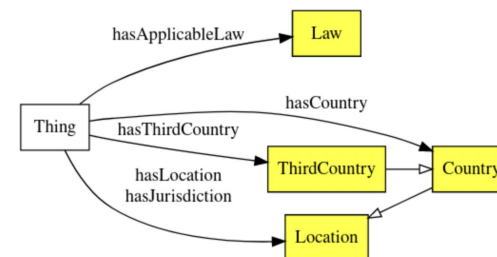 hasApplicableLaw
Law
hasCountry
Thing
hasThirdCountry
ThirdCountry
Country
hasLocation
hasJurisdiction
Location